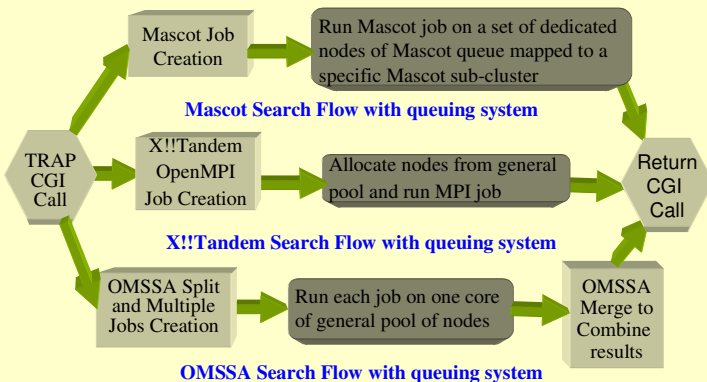 Mascot Job
Creation
Run Mascot job on a set of dedicated
nodes of Mascot queue mapped to a
specific Mascot sub-cluster
Mascot Search Flow with queuing system
TRAP
CGI
Call
X!!Tandem
OpenMPI
Job Creation
Allocate nodes from general
pool and run MPI job
Return
CGI
Call
X!!Tandem Search Flow with queuing system
OMSSA Split
and Multiple
Jobs Creation
Run each job on one core
of general pool of nodes
OMSSA
Merge to
Combine
results
OMSSA Search Flow with queuing system